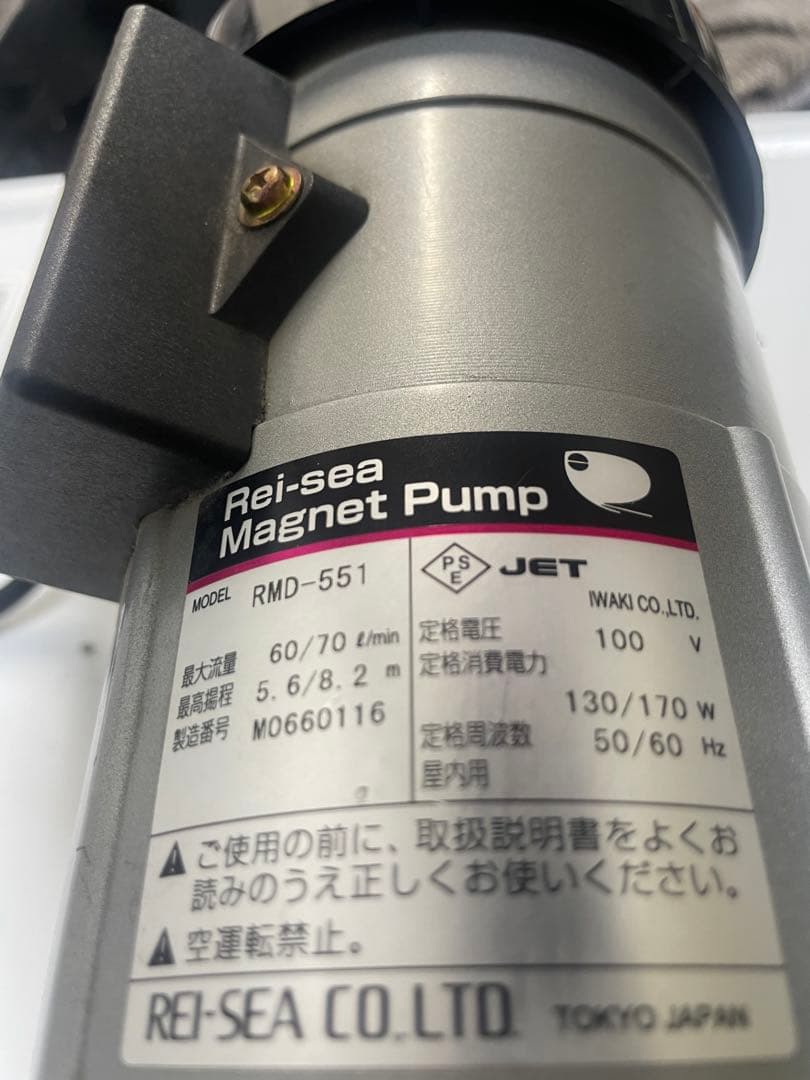 Rei-sea
Magnet Pump
MODEL RMD-551
最大流量 60/70 ℓ/min
最高揚程 5.6/8.2 m
製造番号 M0660116
PSE JET
IWAKI CO.,LTD.
定格電圧 100 V
定格消費電力
130/170 W
定格周波数 50/60 Hz
屋内用
ご使用の前に、取扱説明書をよくお
読みのうえ正しくお使いください。
空運転禁止。
REI-SEA CO.,LTD. TOKYO JAPAN